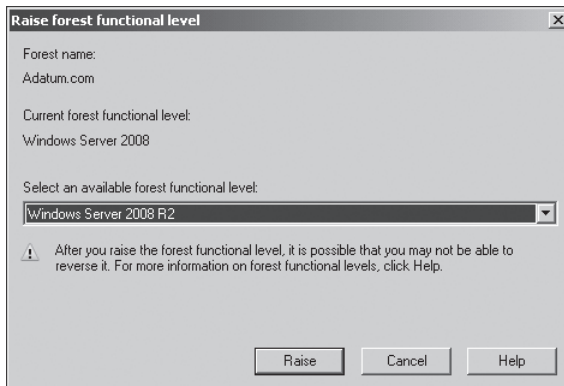 Raise forest functional level
Forest name:
Adatum.com
Current forest functional level:
Windows Server 2008
Select an available forest functional level:
Windows Server 2008 R2
After you raise the forest functional level, it is possible that you may not be able to
reverse it. For more information on forest functional levels, click Help.
Raise Cancel Help